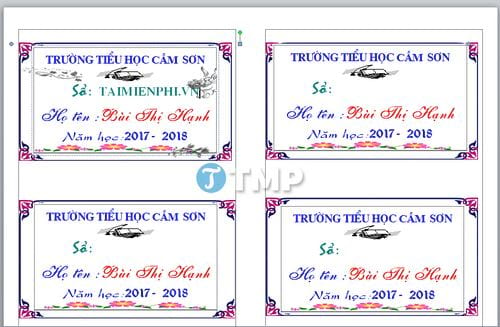 TRƯỜNG TIỂU HỌC CẨM SƠN
Sổ: TAIMIENPHI.VN
Họ tên : Bùi Thị Hạnh
Năm học: 2017 - 2018
TRƯỜNG TIỂU HỌC CẨM SƠN
Sổ:
Họ tên : Bùi Thị Hạnh
Năm học: 2017 - 2018
TMP
TRƯỜNG TIỂU HỌC CẨM SƠN
Sổ:
Họ tên : Bùi Thị Hạnh
Năm học: 2017 - 2018
TRƯỜNG TIỂU HỌC CẨM SƠN
Sổ:
Họ tên : Bùi Thị Hạnh
Năm học: 2017 - 2018